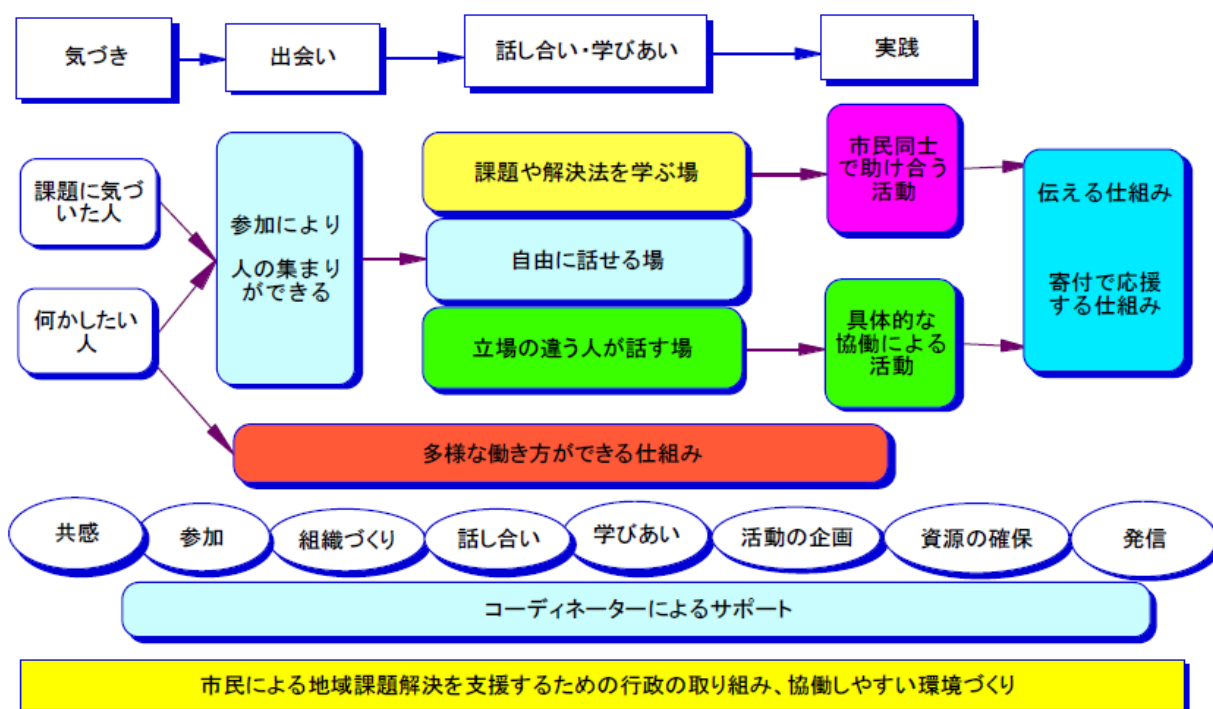 気づき
出会い
話し合い・学びあい
実践
課題に気づ
いた人
何かしたい
人
参加により
人の集まり
ができる
課題や解決法を学ぶ場
自由に話せる場
立場の違う人が話す場
市民同士
で助け合う
活動
具体的な
協働による
活動
伝える仕組み
寄付で応援
する仕組み
多様な働き方ができる仕組み
共感
参加
組織づくり
話し合い
学びあい
活動の企画
資源の確保
発信
コーディネーターによるサポート
市民による地域課題解決を支援するための行政の取り組み、協働しやすい環境づくり